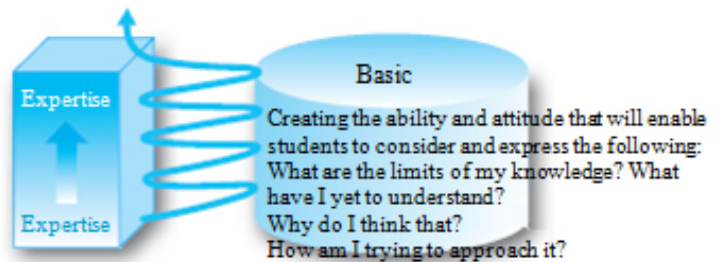 Expertise
Expertise
Basic
Creating the ability and attitude that will enable
students to consider and express the following:
What are the limits of my knowledge? What
have I yet to understand?
Why do I think that?
How am I trying to approach it?